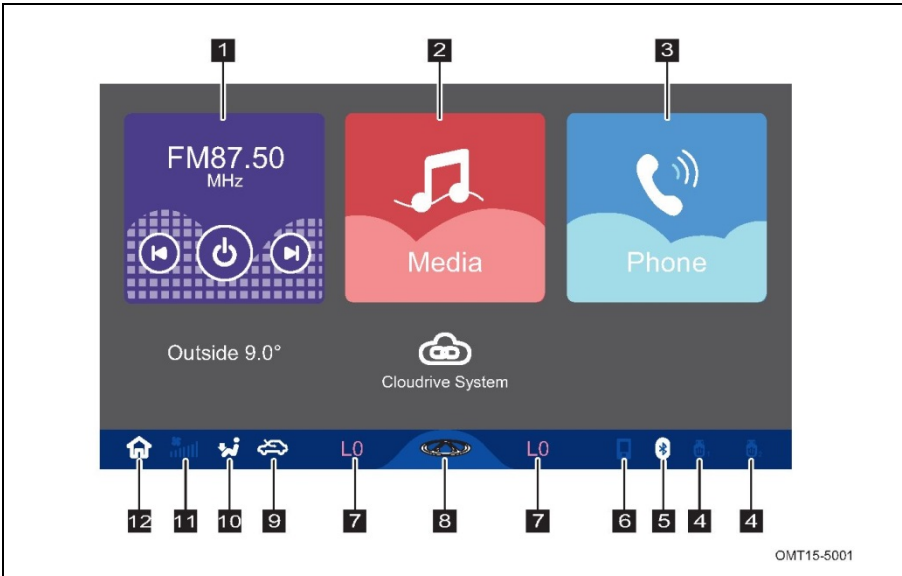 1 2 3
FM87.50
MHz
Media
Phone
Outside 9.0°
Cloudrive System
L0 L0
12 11 10 9 7 8 7 6 5 4 4
OMT15-5001